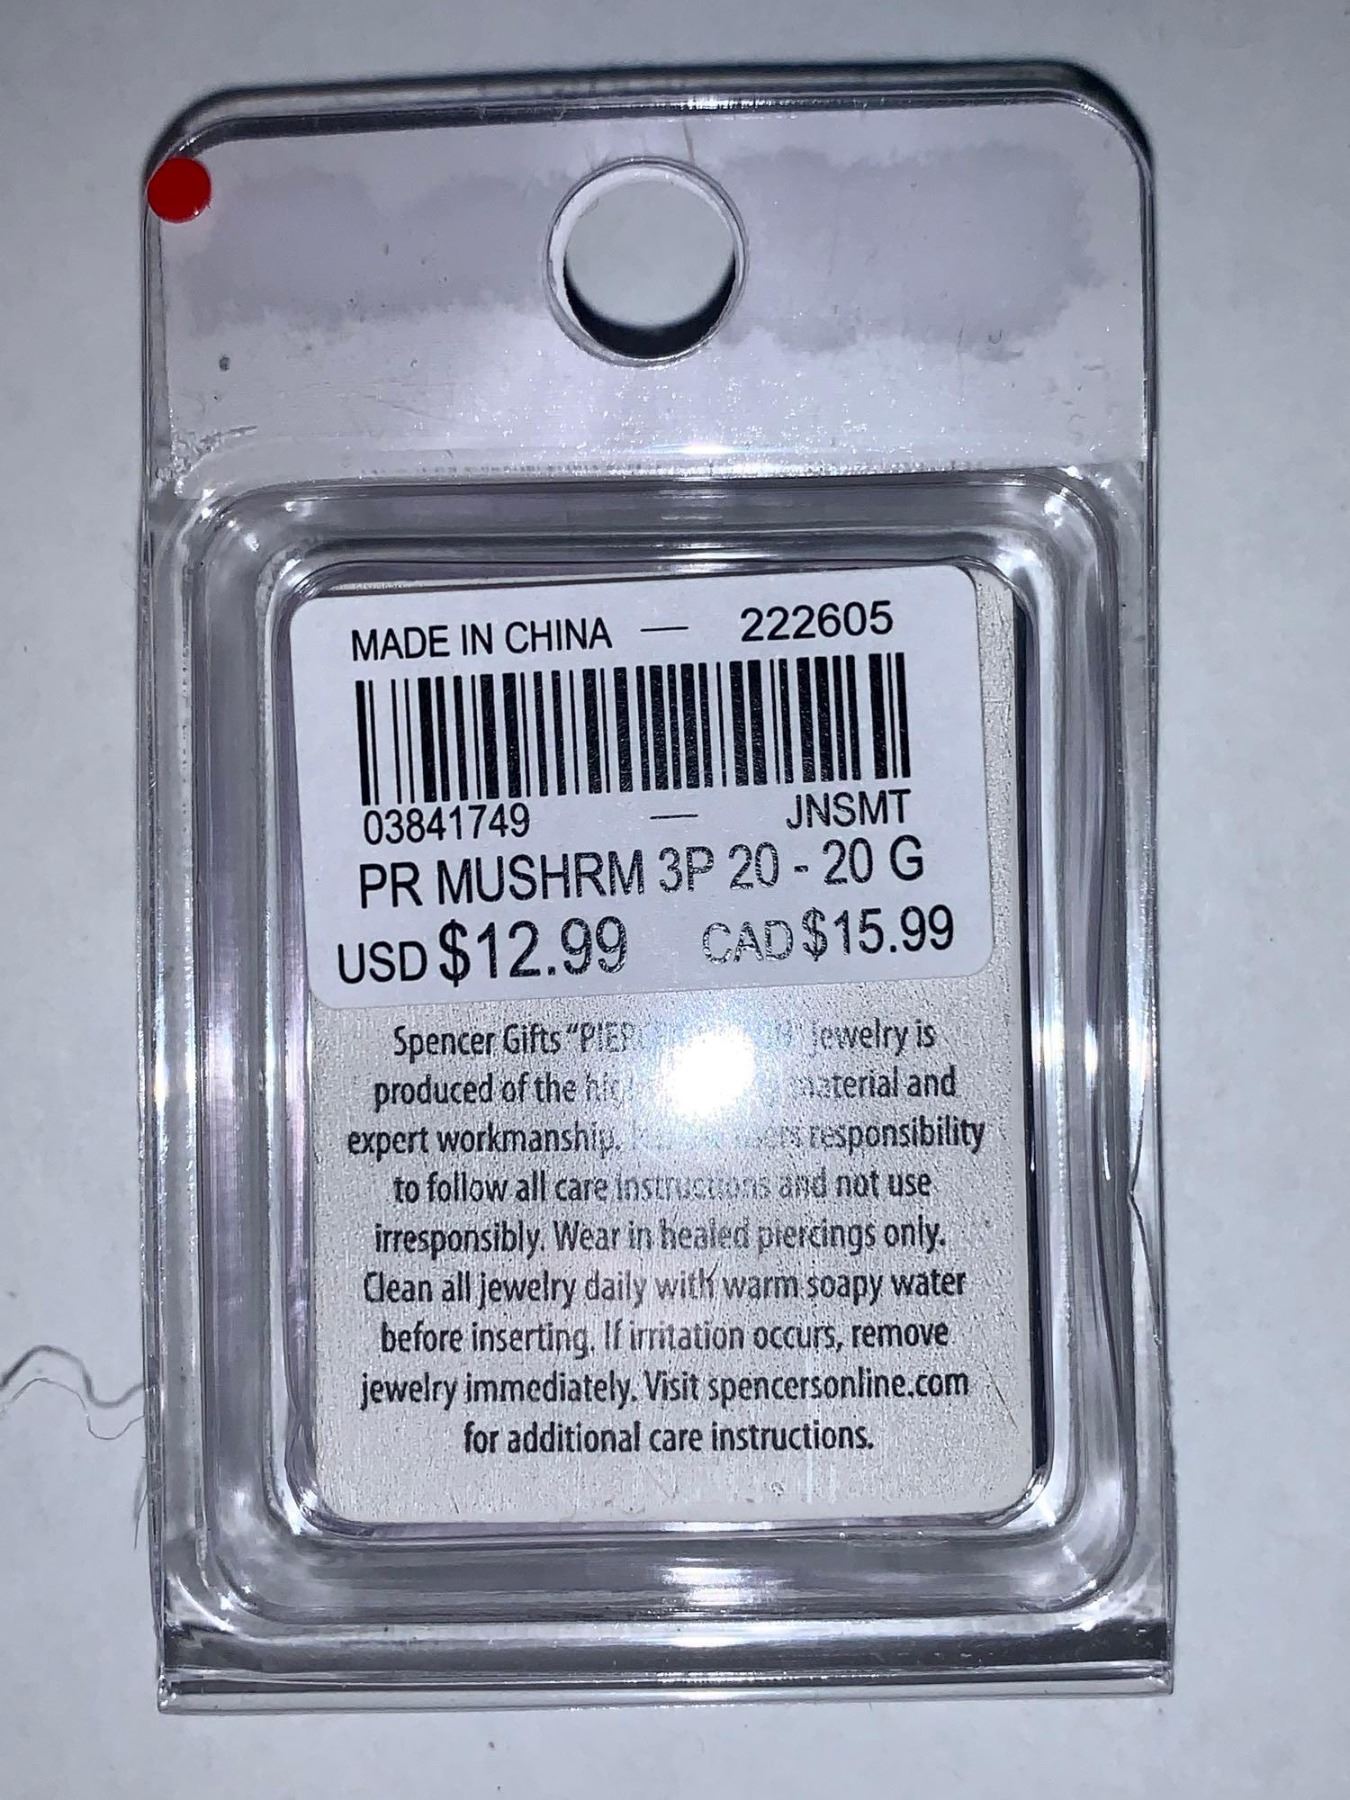 MADE IN CHINA — 222605
03841749 — JNSMT
PR MUSHRM 3P 20 - 20 G
USD $12.99 CAD $15.99
Spencer Gifts jewelry is
produced of the material and
expert workmanship. responsibility
to follow all care instructions and not use
irresponsibly. Wear in healed piercings only.
Clean all jewelry daily with warm soapy water
before inserting. If irritation occurs, remove
jewelry immediately. Visit spencersonline.com
for additional care instructions.